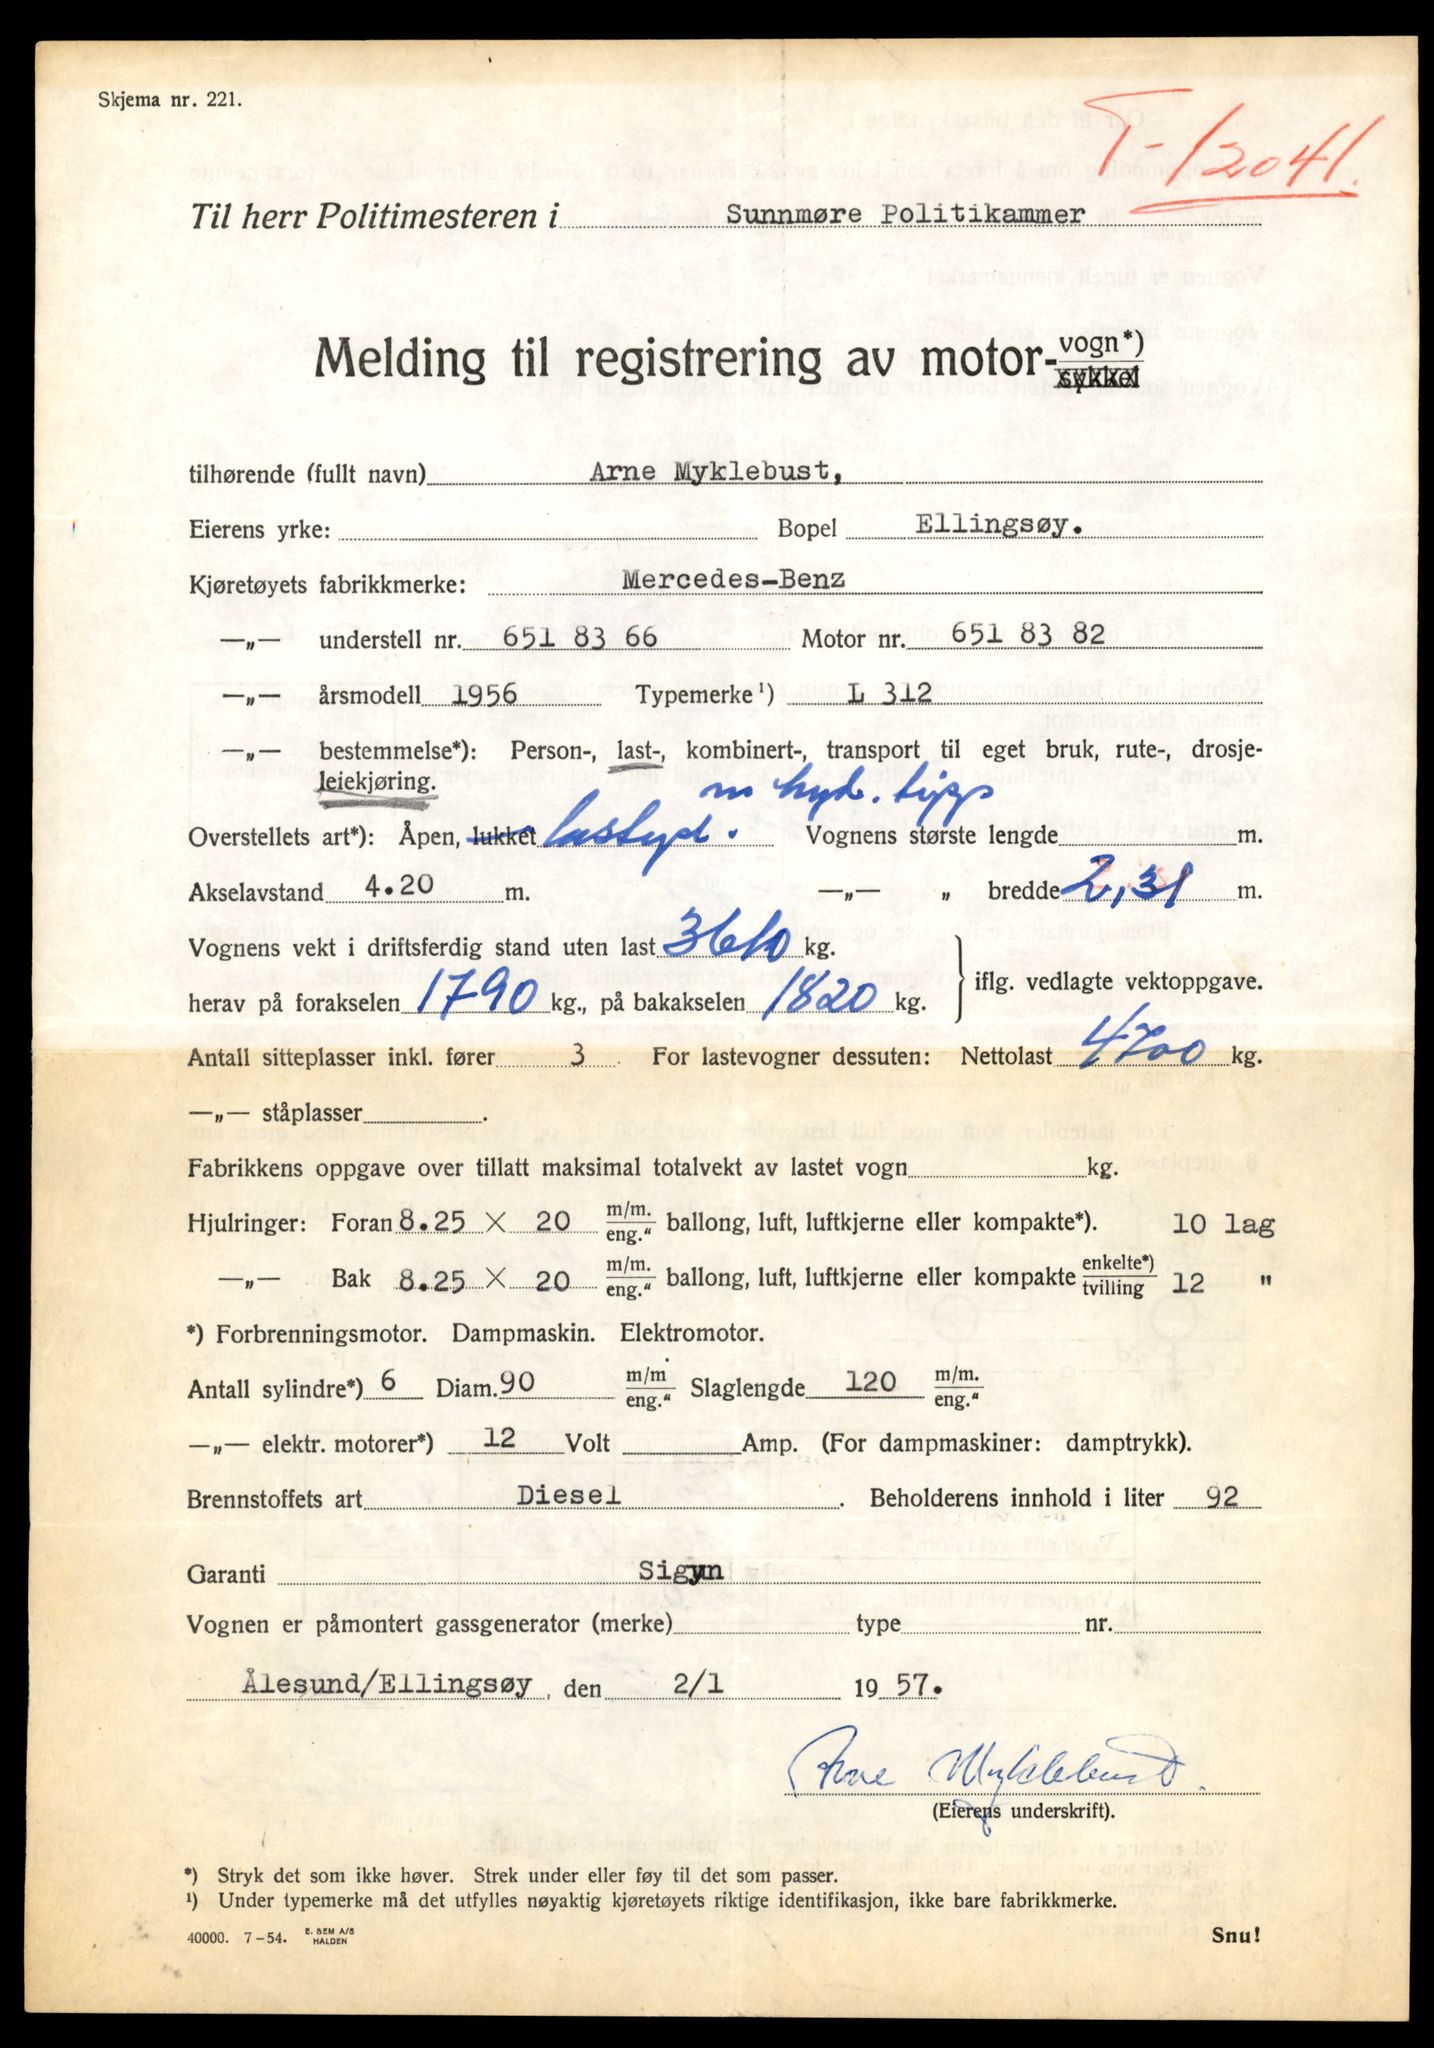 Skjema nr. 221.
T-12041.
Til herr Politimesteren i Sunnmøre Politikammer
Melding til registrering av motor-vogn*)
sykkel
tilhørende (fullt navn) Arne Myklebust,
Eierens yrke: Bopel Ellingsøy.
Kjøretøyets fabrikkmerke: Mercedes-Benz
—„— understell nr. 651 83 66 Motor nr. 651 83 82
—„— årsmodell 1956 Typemerke¹) L 312
—„— bestemmelse*): Person-, last-, kombinert-, transport til eget bruk, rute-, drosje-
leiekjøring. m hyd. tipp
Overstellets art*): Åpen, lukket Vognens største lengde m.
Akselavstand 4.20 m. —„— „ bredde 2,31 m.
Vognens vekt i driftsferdig stand uten last 3610 kg.
herav på forakselen 1790 kg., på bakakselen 1820 kg. iflg. vedlagte vektoppgave.
Antall sitteplasser inkl. fører 3 For lastevogner dessuten: Nettolast 4700 kg.
—„— ståplasser .
Fabrikkens oppgave over tillatt maksimal totalvekt av lastet vogn kg.
Hjulringer: Foran 8.25 × 20 m/m. eng.“ ballong, luft, luftkjerne eller kompakte*). 10 lag
—„— Bak 8.25 × 20 m/m. eng.“ ballong, luft, luftkjerne eller kompakte enkelte*) tvilling 12 "
*) Forbrenningsmotor. Dampmaskin. Elektromotor.
Antall sylindre*) 6 Diam. 90 m/m eng.“ Slaglengde 120 m/m. eng.“
—„— elektr. motorer*) 12 Volt Amp. (For dampmaskiner: damptrykk).
Brennstoffets art Diesel . Beholderens innhold i liter 92
Garanti Sigyn
Vognen er påmontert gassgenerator (merke) type nr.
Ålesund/Ellingsøy, den 2/1 19 57.
Arne Myklebust.
(Eierens underskrift).
*) Stryk det som ikke høver. Strek under eller føy til det som passer.
¹) Under typemerke må det utfylles nøyaktig kjøretøyets riktige identifikasjon, ikke bare fabrikkmerke.
40000. 7-54. E. SEM A/S
HALDEN
Snu!